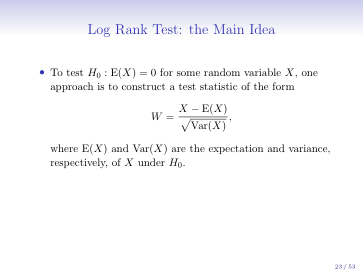 Log Rank Test: the Main Idea
• To test H₀ : E(X) = 0 for some random variable X, one
approach is to construct a test statistic of the form
W = (X − E(X)) / √Var(X),
where E(X) and Var(X) are the expectation and variance,
respectively, of X under H₀.
23 / 53